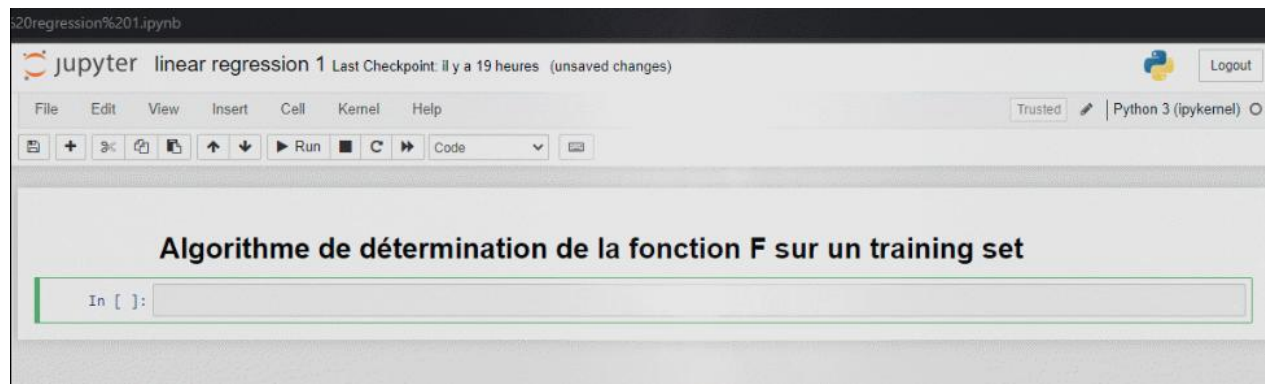 %20regression%201.ipynb
jupyter linear regression 1 Last Checkpoint: il y a 19 heures (unsaved changes)
Logout
File Edit View Insert Cell Kernel Help
Trusted Python 3 (ipykernel)
Run Code
Algorithme de détermination de la fonction F sur un training set
In [ ]: